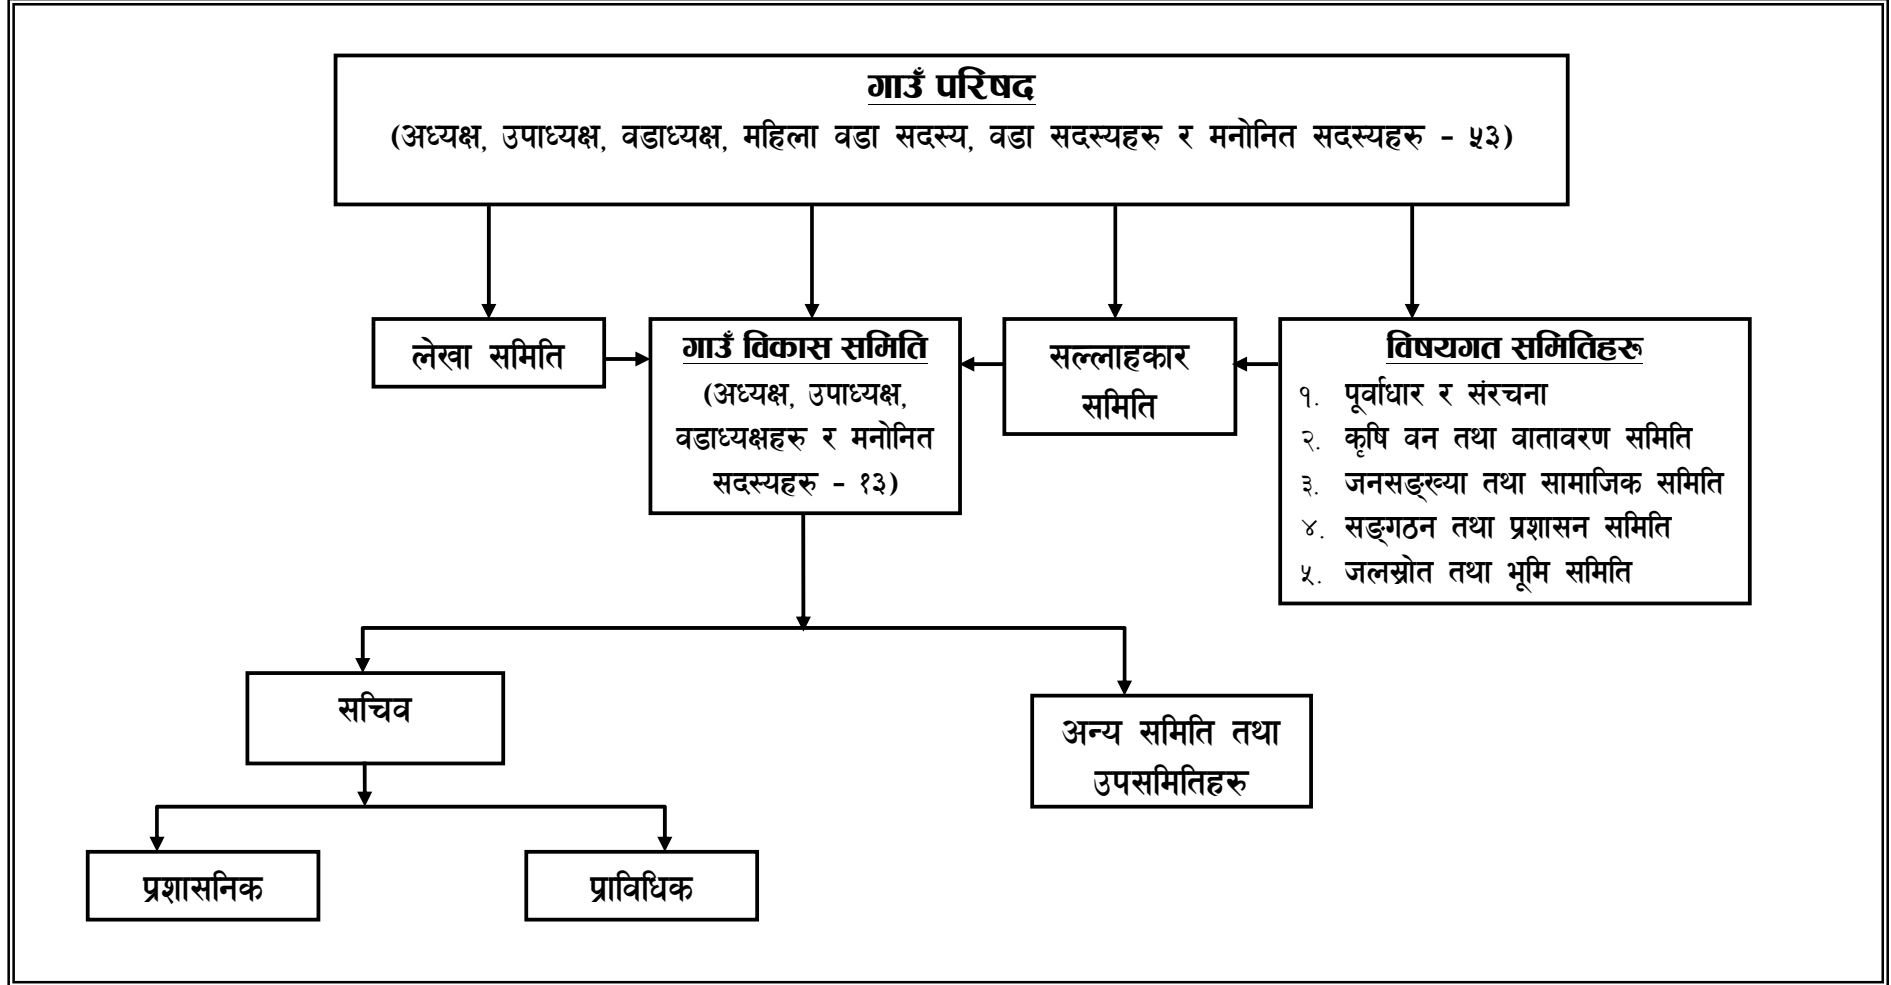 गाउँ परिषद
(अध्यक्ष, उपाध्यक्ष, वडाध्यक्ष, महिला वडा सदस्य, वडा सदस्यहरु र मनोनित सदस्यहरु - ५३)
लेखा समिति
गाउँ विकास समिति
(अध्यक्ष, उपाध्यक्ष,
वडाध्यक्षहरु र मनोनित
सदस्यहरु - १३)
सल्लाहकार
समिति
विषयगत समितिहरू
१. पूर्वाधार र संरचना
२. कृषि वन तथा वातावरण समिति
३. जनसङ्ख्या तथा सामाजिक समिति
४. सङ्गठन तथा प्रशासन समिति
५. जलस्रोत तथा भूमि समिति
सचिव
अन्य समिति तथा
उपसमितिहरु
प्रशासनिक
प्राविधिक